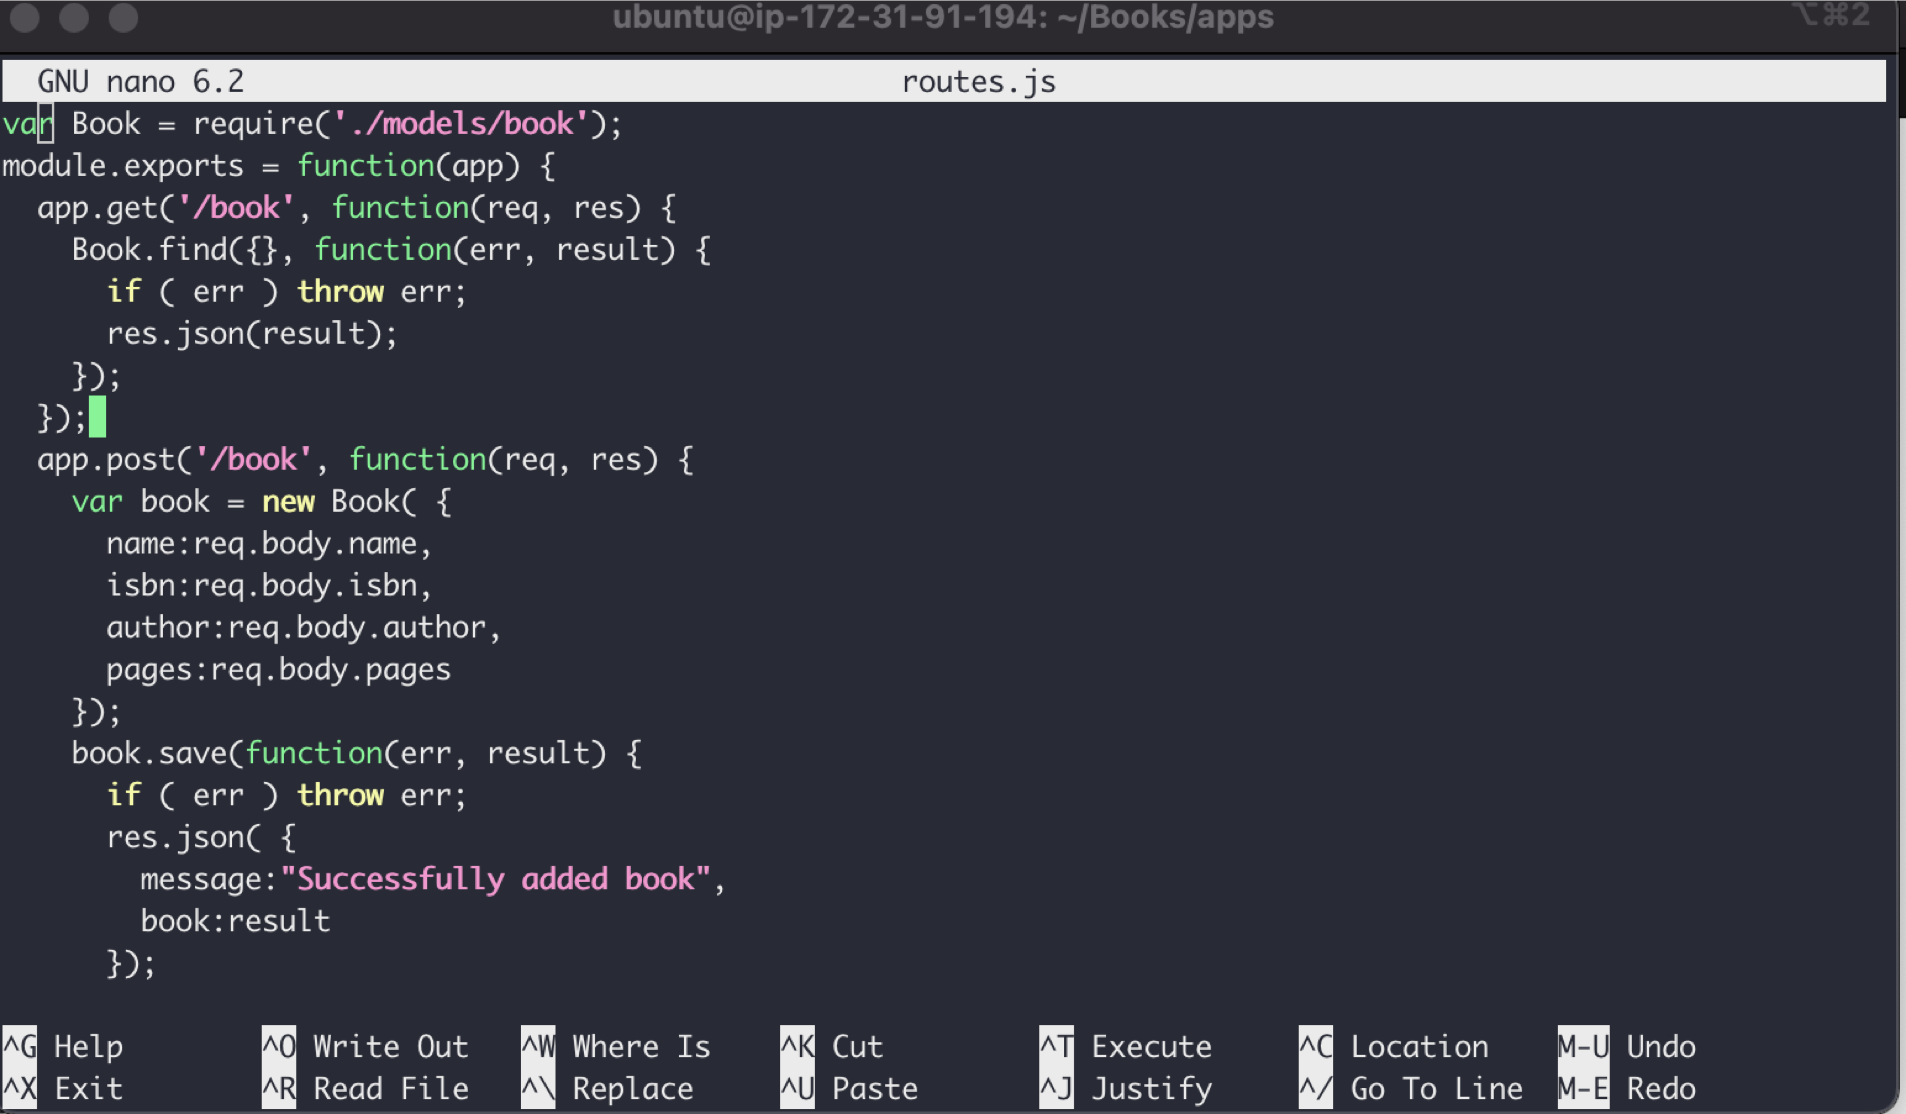 ubuntu@ip-172-31-91-194: ~/Books/apps ⌥⌘2
GNU nano 6.2 routes.js
var Book = require('./models/book');
module.exports = function(app) {
  app.get('/book', function(req, res) {
    Book.find({}, function(err, result) {
      if ( err ) throw err;
      res.json(result);
    });
  });
  app.post('/book', function(req, res) {
    var book = new Book( {
      name:req.body.name,
      isbn:req.body.isbn,
      author:req.body.author,
      pages:req.body.pages
    });
    book.save(function(err, result) {
      if ( err ) throw err;
      res.json( {
        message:"Successfully added book",
        book:result
      });
^G Help ^O Write Out ^W Where Is ^K Cut ^T Execute ^C Location M-U Undo
^X Exit ^R Read File ^\ Replace ^U Paste ^J Justify ^/ Go To Line M-E Redo